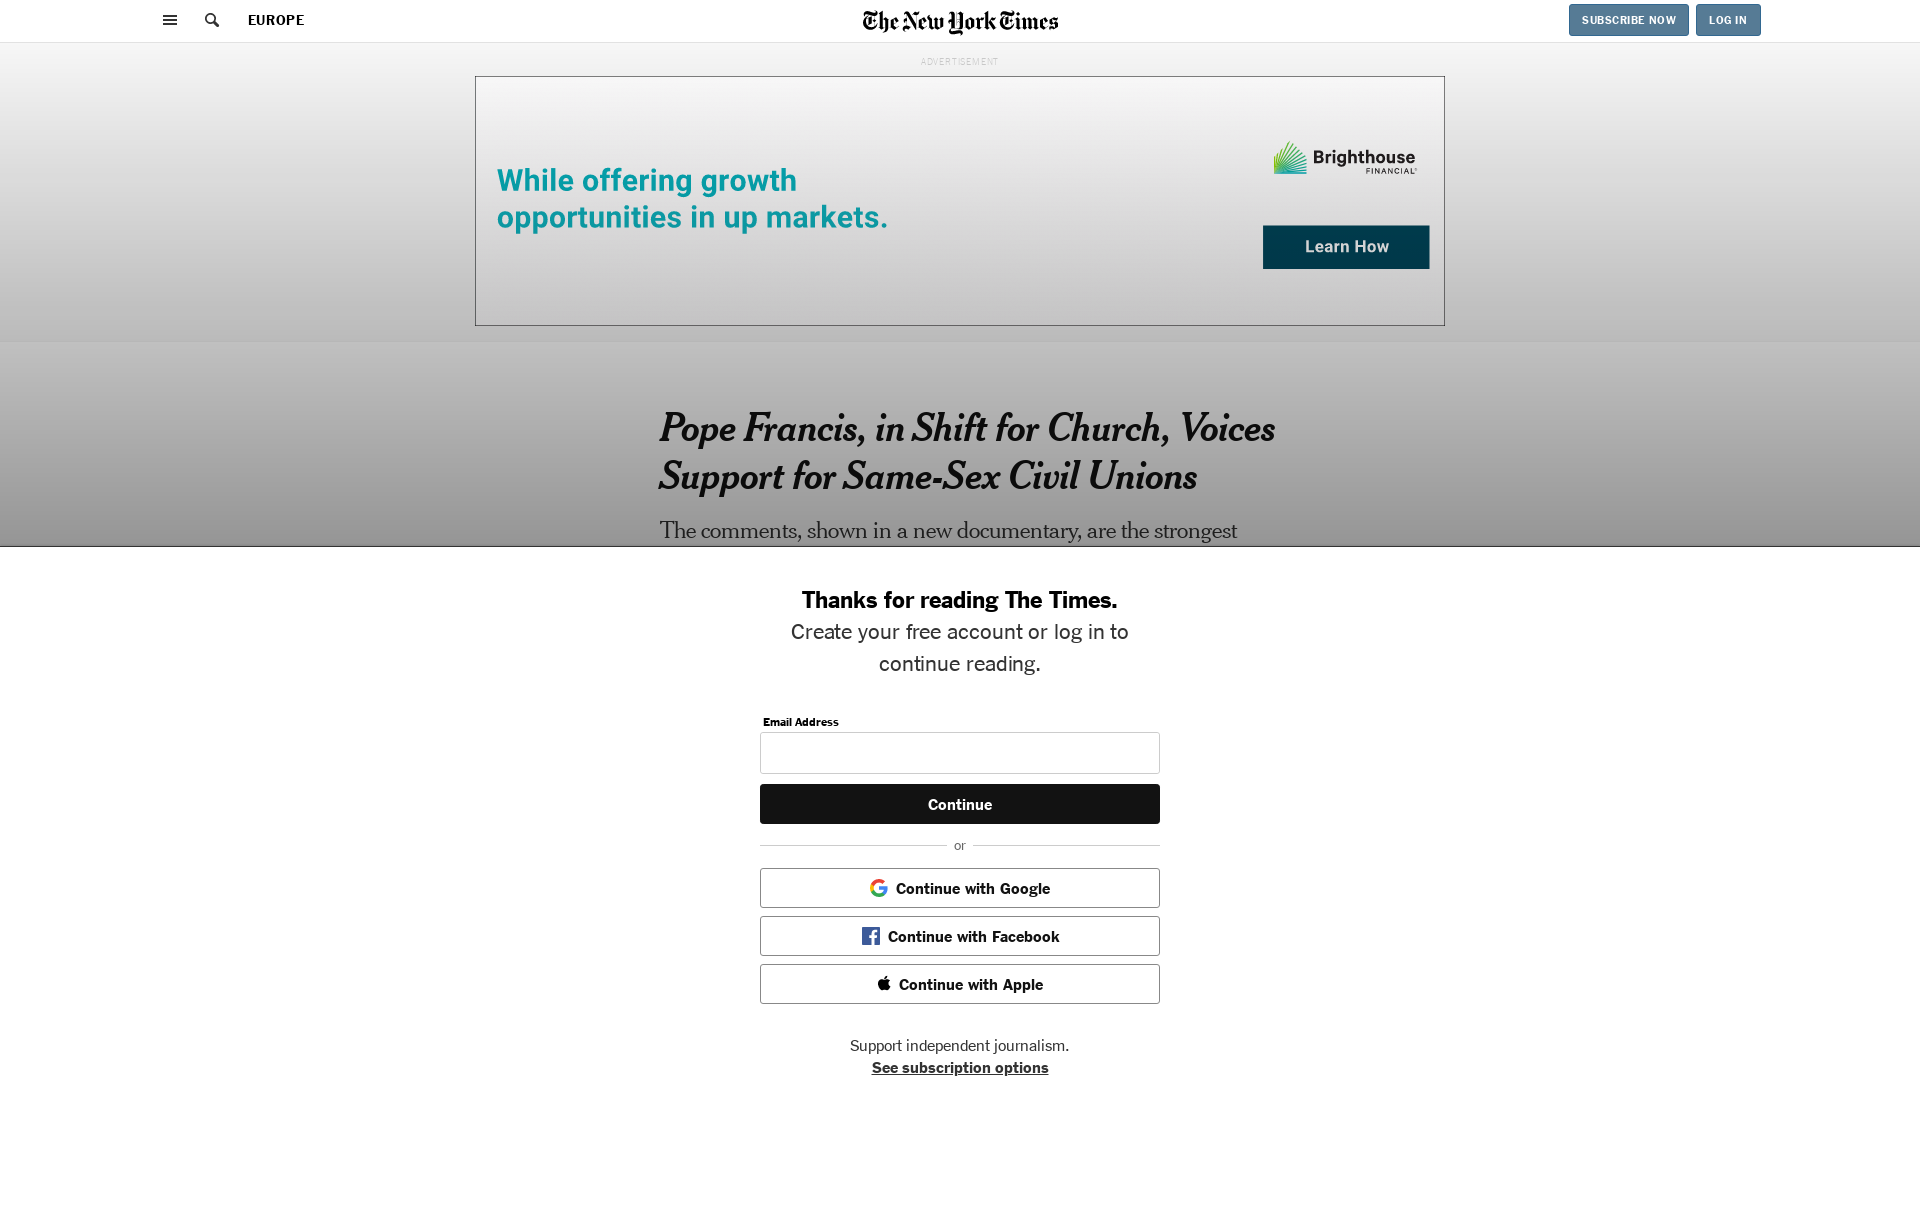 EUROPE
The New York Times
SUBSCRIBE NOW
LOG IN
ADVERTISEMENT
While offering growth
opportunities in up markets.
Brighthouse
FINANCIAL
Learn How
Pope Francis, in Shift for Church, Voices
Support for Same-Sex Civil Unions
The comments, shown in a new documentary, are the strongest
Thanks for reading The Times.
Create your free account or log in to
continue reading.
Email Address
Continue
or
Continue with Google
Continue with Facebook
Continue with Apple
Support independent journalism.
See subscription options